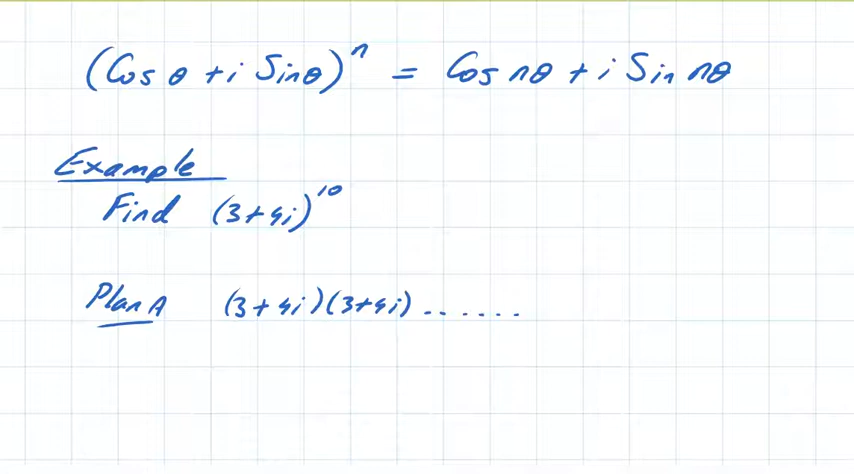 (Cos θ + i Sinθ)ⁿ = Cos nθ + i Sin nθ
Example
Find (3+4i)¹⁰
Plan A (3+4i)(3+4i).......